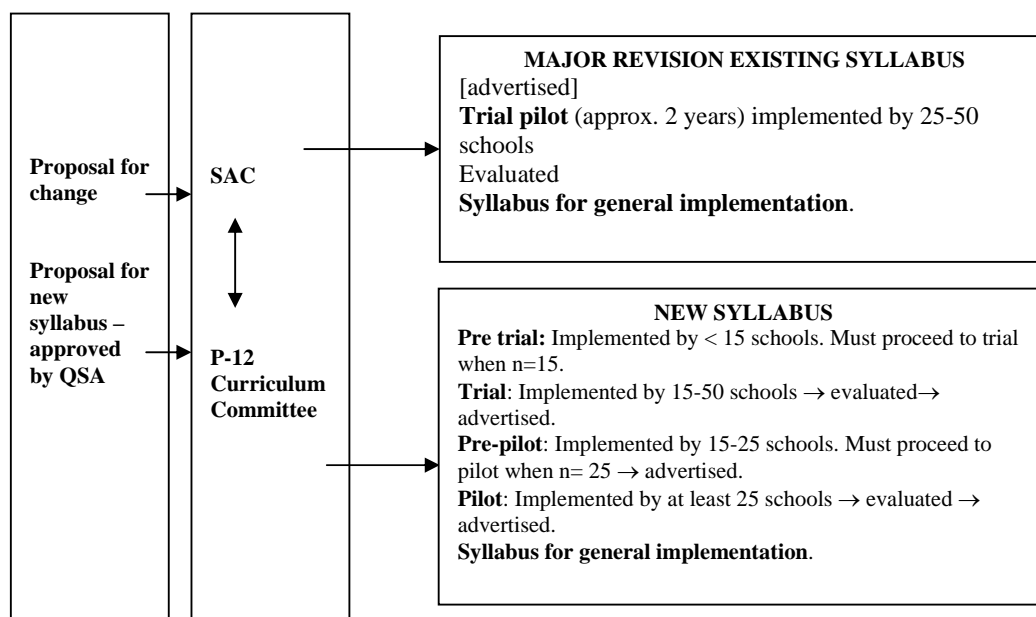 Proposal for
change
Proposal for
new
syllabus –
approved
by QSA
SAC
P-12
Curriculum
Committee
MAJOR REVISION EXISTING SYLLABUS
[advertised]
Trial pilot (approx. 2 years) implemented by 25-50
schools
Evaluated
Syllabus for general implementation.
NEW SYLLABUS
Pre trial: Implemented by < 15 schools. Must proceed to trial
when n=15.
Trial: Implemented by 15-50 schools → evaluated→
advertised.
Pre-pilot: Implemented by 15-25 schools. Must proceed to
pilot when n= 25 → advertised.
Pilot: Implemented by at least 25 schools → evaluated →
advertised.
Syllabus for general implementation.